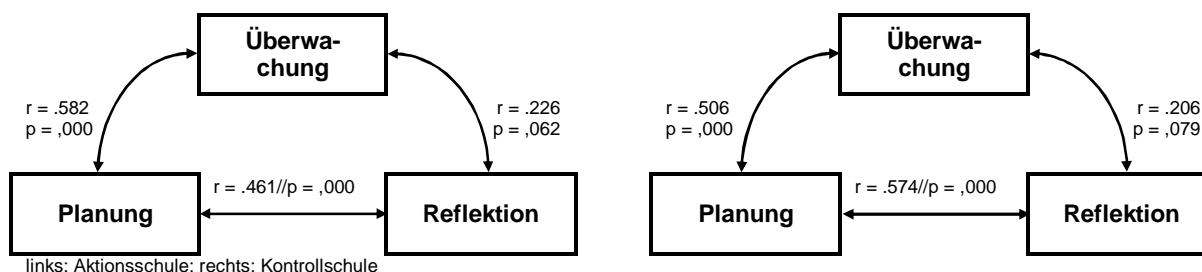 Überwa-
chung
r = .582
p = ,000
r = .226
p = ,062
r = .461//p = ,000
Planung
Reflektion
Überwa-
chung
r = .506
p = ,000
r = .206
p = ,079
r = .574//p = ,000
Planung
Reflektion
links: Aktionsschule; rechts: Kontrollschule